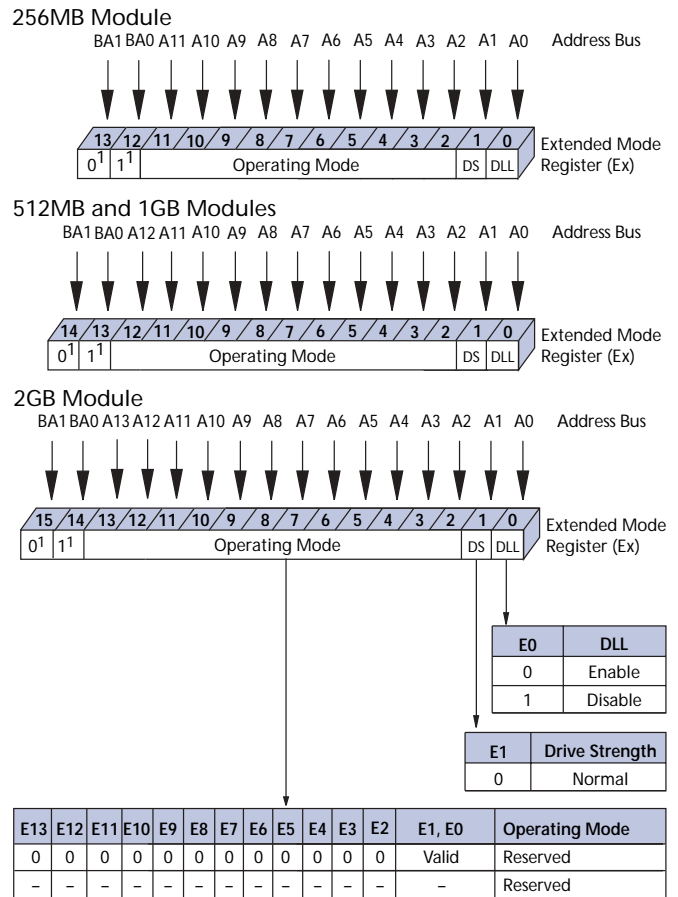 256MB Module
BA1 BA0 A11 A10 A9 A8 A7 A6 A5 A4 A3 A2 A1 A0 Address Bus
13 12 11 10 9 8 7 6 5 4 3 2 1 0 Extended Mode
0¹ 1¹ Operating Mode DS DLL Register (Ex)
512MB and 1GB Modules
BA1 BA0 A12 A11 A10 A9 A8 A7 A6 A5 A4 A3 A2 A1 A0 Address Bus
14 13 12 11 10 9 8 7 6 5 4 3 2 1 0 Extended Mode
0¹ 1¹ Operating Mode DS DLL Register (Ex)
2GB Module
BA1 BA0 A13 A12 A11 A10 A9 A8 A7 A6 A5 A4 A3 A2 A1 A0 Address Bus
15 14 13 12 11 10 9 8 7 6 5 4 3 2 1 0 Extended Mode
0¹ 1¹ Operating Mode DS DLL Register (Ex)
E0 DLL
0 Enable
1 Disable
E1 Drive Strength
0 Normal
E13 E12 E11 E10 E9 E8 E7 E6 E5 E4 E3 E2 E1, E0 Operating Mode
0 0 0 0 0 0 0 0 0 0 0 0 Valid Reserved
– – – – – – – – – – – – – Reserved